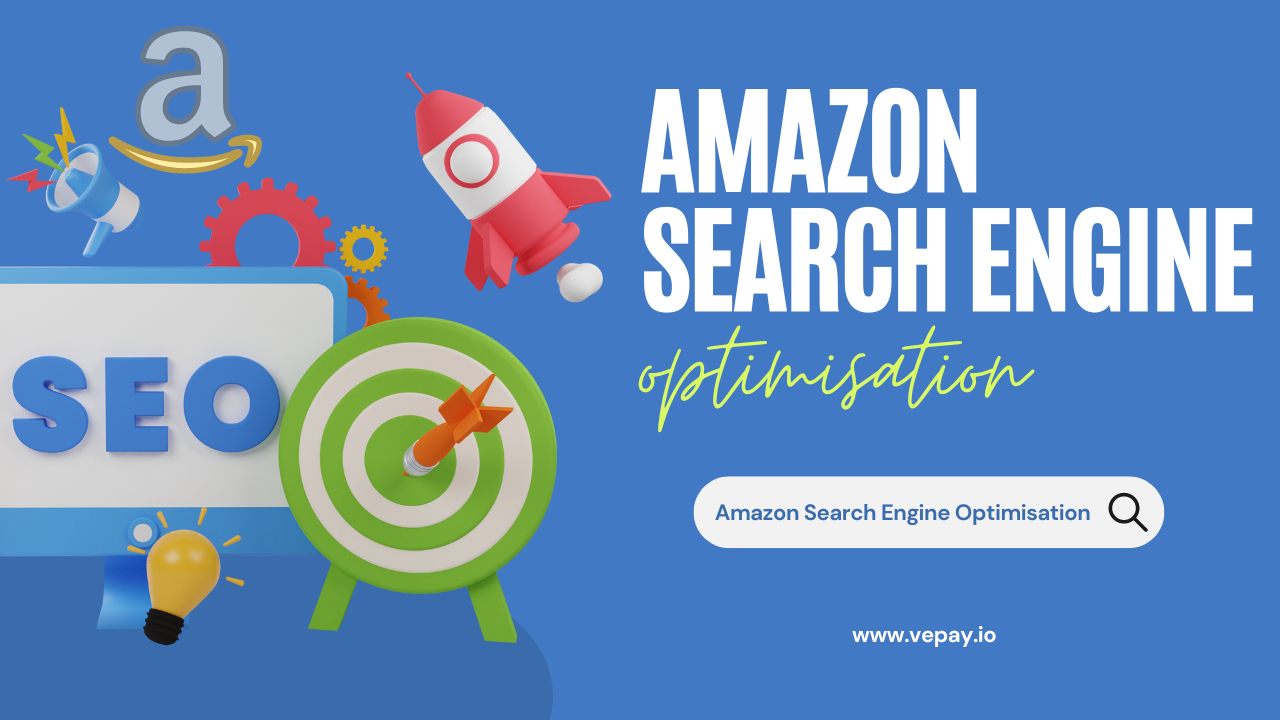 a
SEO
AMAZON
SEARCH ENGINE
optimisation
Amazon Search Engine Optimisation
www.vepay.io